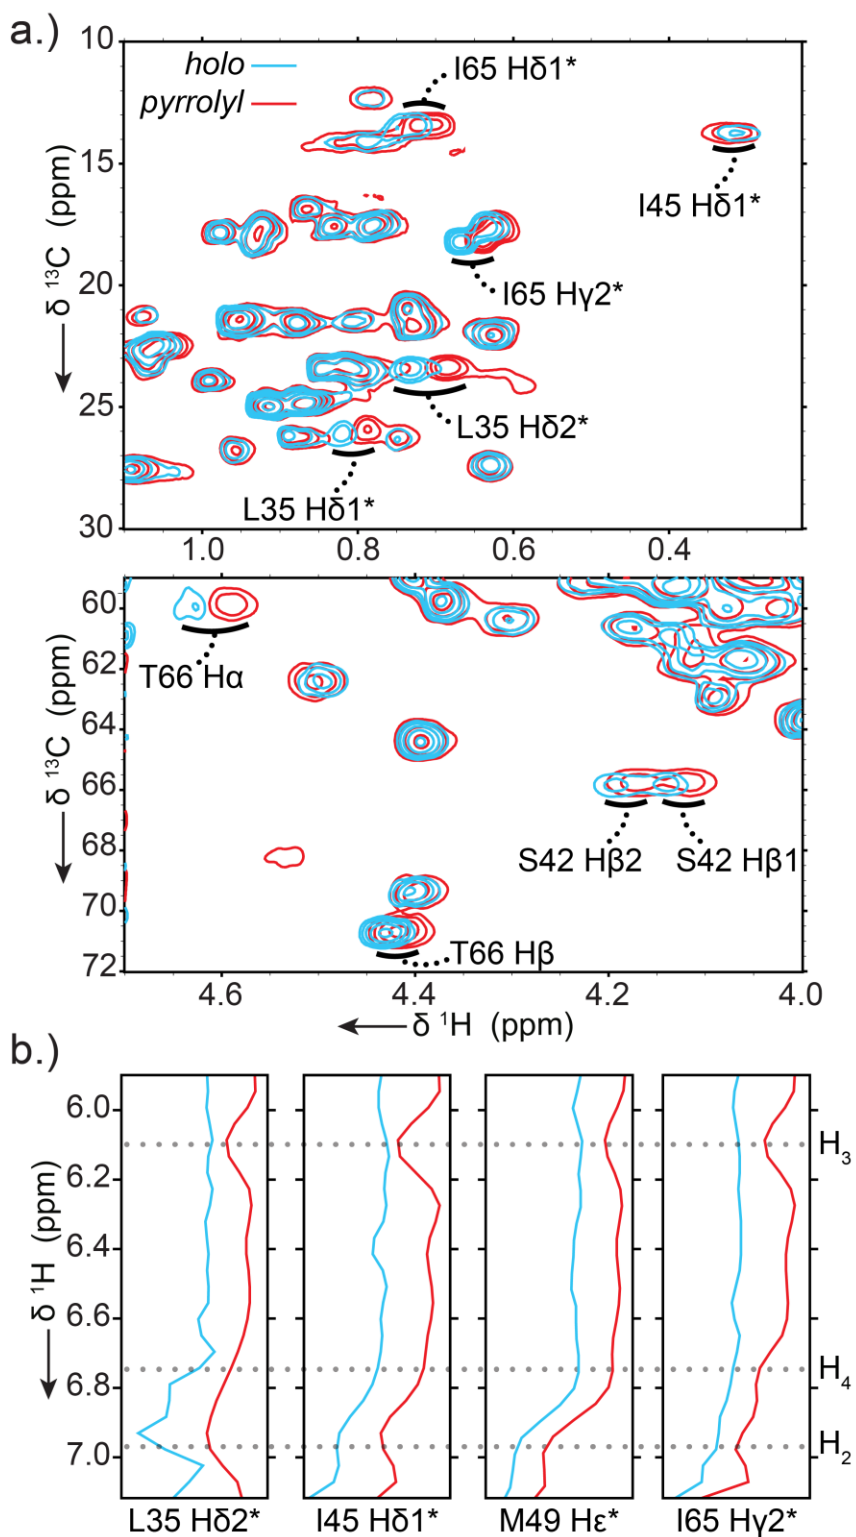 a.)
holo
pyrrolyl
10
15
20
25
30
δ ¹³C (ppm)
I65 Hδ1*
I45 Hδ1*
I65 Hγ2*
L35 Hδ2*
L35 Hδ1*
1.0 0.8 0.6 0.4
60
62
64
66
68
70
72
δ ¹³C (ppm)
T66 Hα
S42 Hβ2 S42 Hβ1
T66 Hβ
4.6 4.4 4.2 4.0
δ ¹H (ppm)
b.)
6.0
6.2
6.4
6.6
6.8
7.0
δ ¹H (ppm)
H₃
H₄
H₂
L35 Hδ2* I45 Hδ1* M49 Hε* I65 Hγ2*